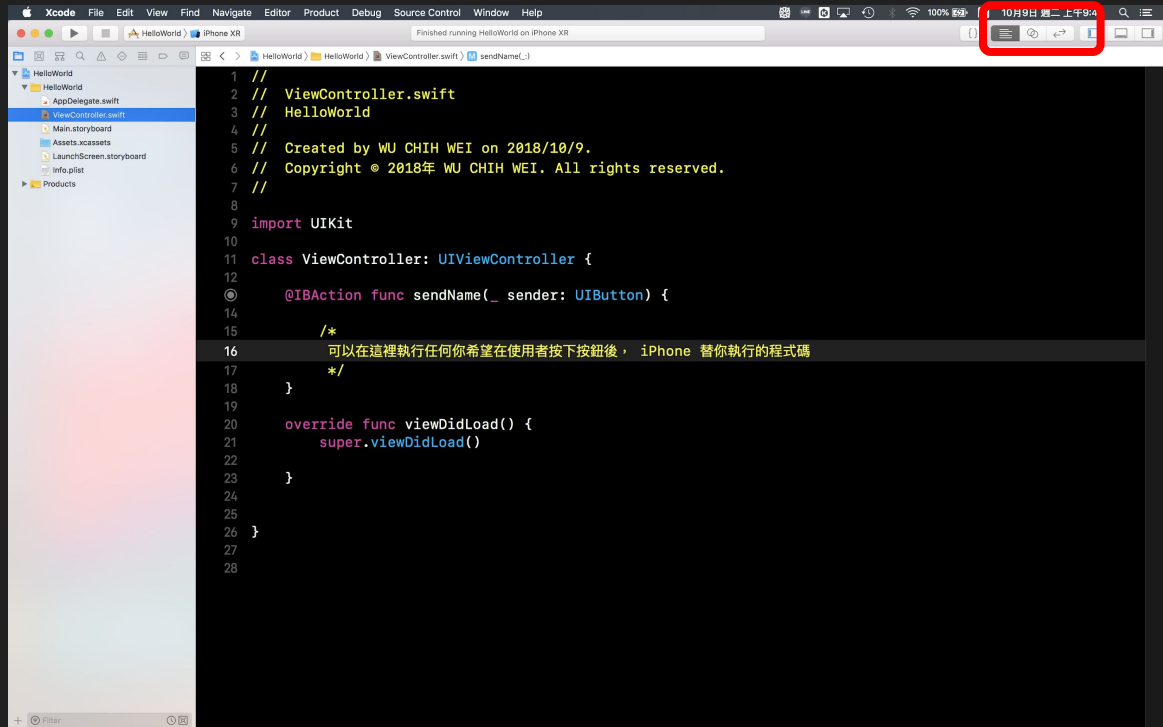 Xcode File Edit View Find Navigate Editor Product Debug Source Control Window Help 100% 10月9日 週二 上午9:4
HelloWorld 〉 iPhone XR Finished running HelloWorld on iPhone XR { }
HelloWorld 〉 HelloWorld 〉 ViewController.swift 〉 M sendName(_:)
HelloWorld
HelloWorld
AppDelegate.swift
ViewController.swift
Main.storyboard
Assets.xcassets
LaunchScreen.storyboard
Info.plist
Products
1 //
2 // ViewController.swift
3 // HelloWorld
4 //
5 // Created by WU CHIH WEI on 2018/10/9.
6 // Copyright © 2018年 WU CHIH WEI. All rights reserved.
7 //
8
9 import UIKit
10
11 class ViewController: UIViewController {
12
@IBAction func sendName(_ sender: UIButton) {
14
15 /*
16 可以在這裡執行任何你希望在使用者按下按鈕後， iPhone 替你執行的程式碼
17 */
18 }
19
20 override func viewDidLoad() {
21 super.viewDidLoad()
22
23 }
24
25
26 }
27
28
Filter